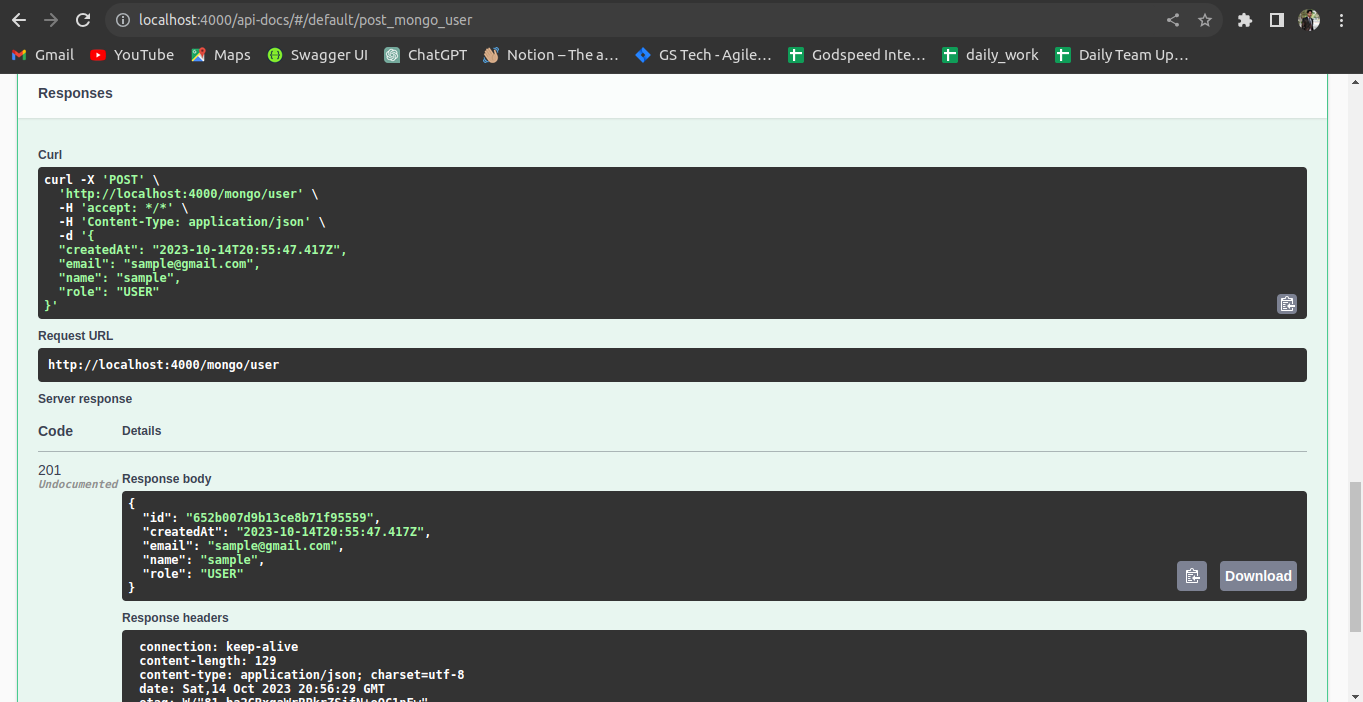 localhost:4000/api-docs/#/default/post_mongo_user
Gmail YouTube Maps Swagger UI ChatGPT Notion – The a… GS Tech - Agile… Godspeed Inte… daily_work Daily Team Up…
Responses
Curl
curl -X 'POST' \
'http://localhost:4000/mongo/user' \
-H 'accept: */*' \
-H 'Content-Type: application/json' \
-d '{
"createdAt": "2023-10-14T20:55:47.417Z",
"email": "sample@gmail.com",
"name": "sample",
"role": "USER"
}'
Request URL
http://localhost:4000/mongo/user
Server response
Code Details
201
Undocumented
Response body
{
"id": "652b007d9b13ce8b71f95559",
"createdAt": "2023-10-14T20:55:47.417Z",
"email": "sample@gmail.com",
"name": "sample",
"role": "USER"
}
Download
Response headers
connection: keep-alive
content-length: 129
content-type: application/json; charset=utf-8
date: Sat,14 Oct 2023 20:56:29 GMT